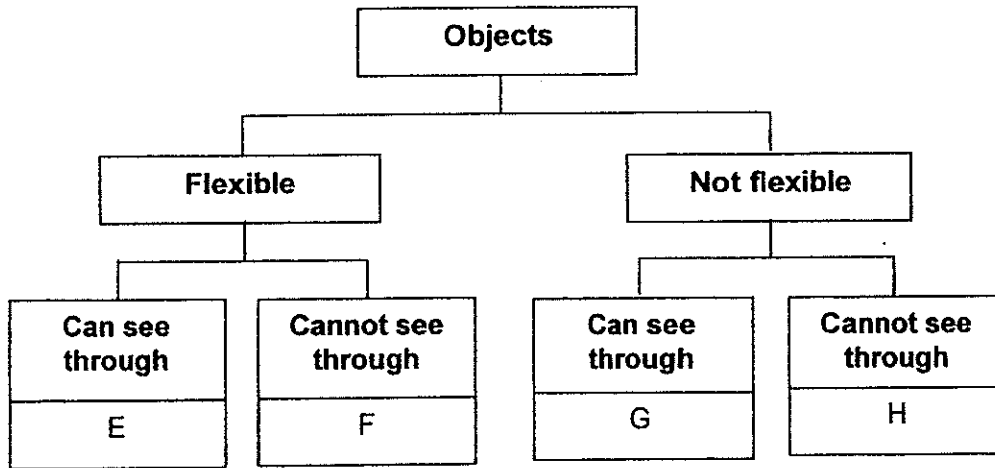 Objects
Flexible
Not flexible
Can see
through
E
Cannot see
through
F
Can see
through
G
Cannot see
through
H